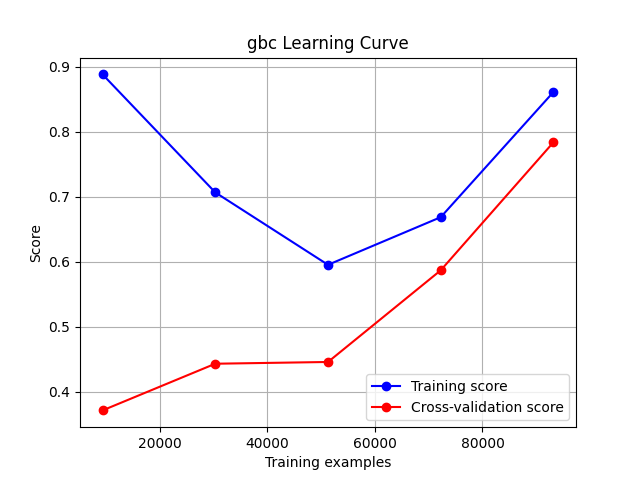 gbc Learning Curve
0.9
0.8
0.7
0.6
0.5
0.4
Score
Training score
Cross-validation score
20000 40000 60000 80000
Training examples